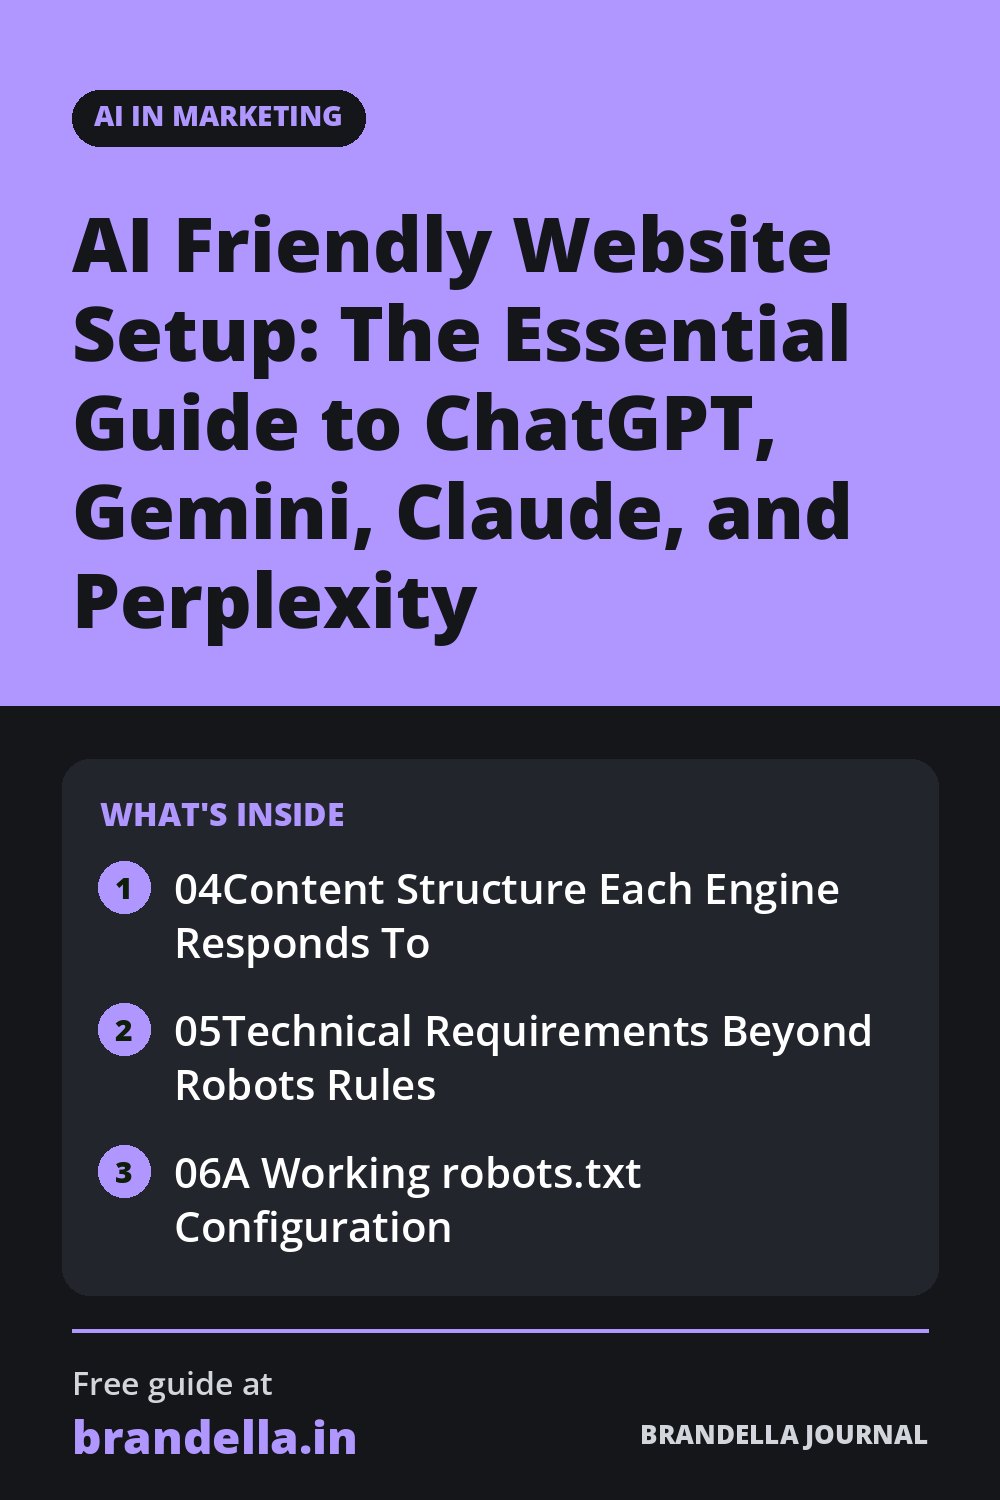 AI IN MARKETING
AI Friendly Website
Setup: The Essential
Guide to ChatGPT,
Gemini, Claude, and
Perplexity
WHAT'S INSIDE
1 04Content Structure Each Engine
Responds To
2 05Technical Requirements Beyond
Robots Rules
3 06A Working robots.txt
Configuration
Free guide at
brandella.in
BRANDELLA JOURNAL